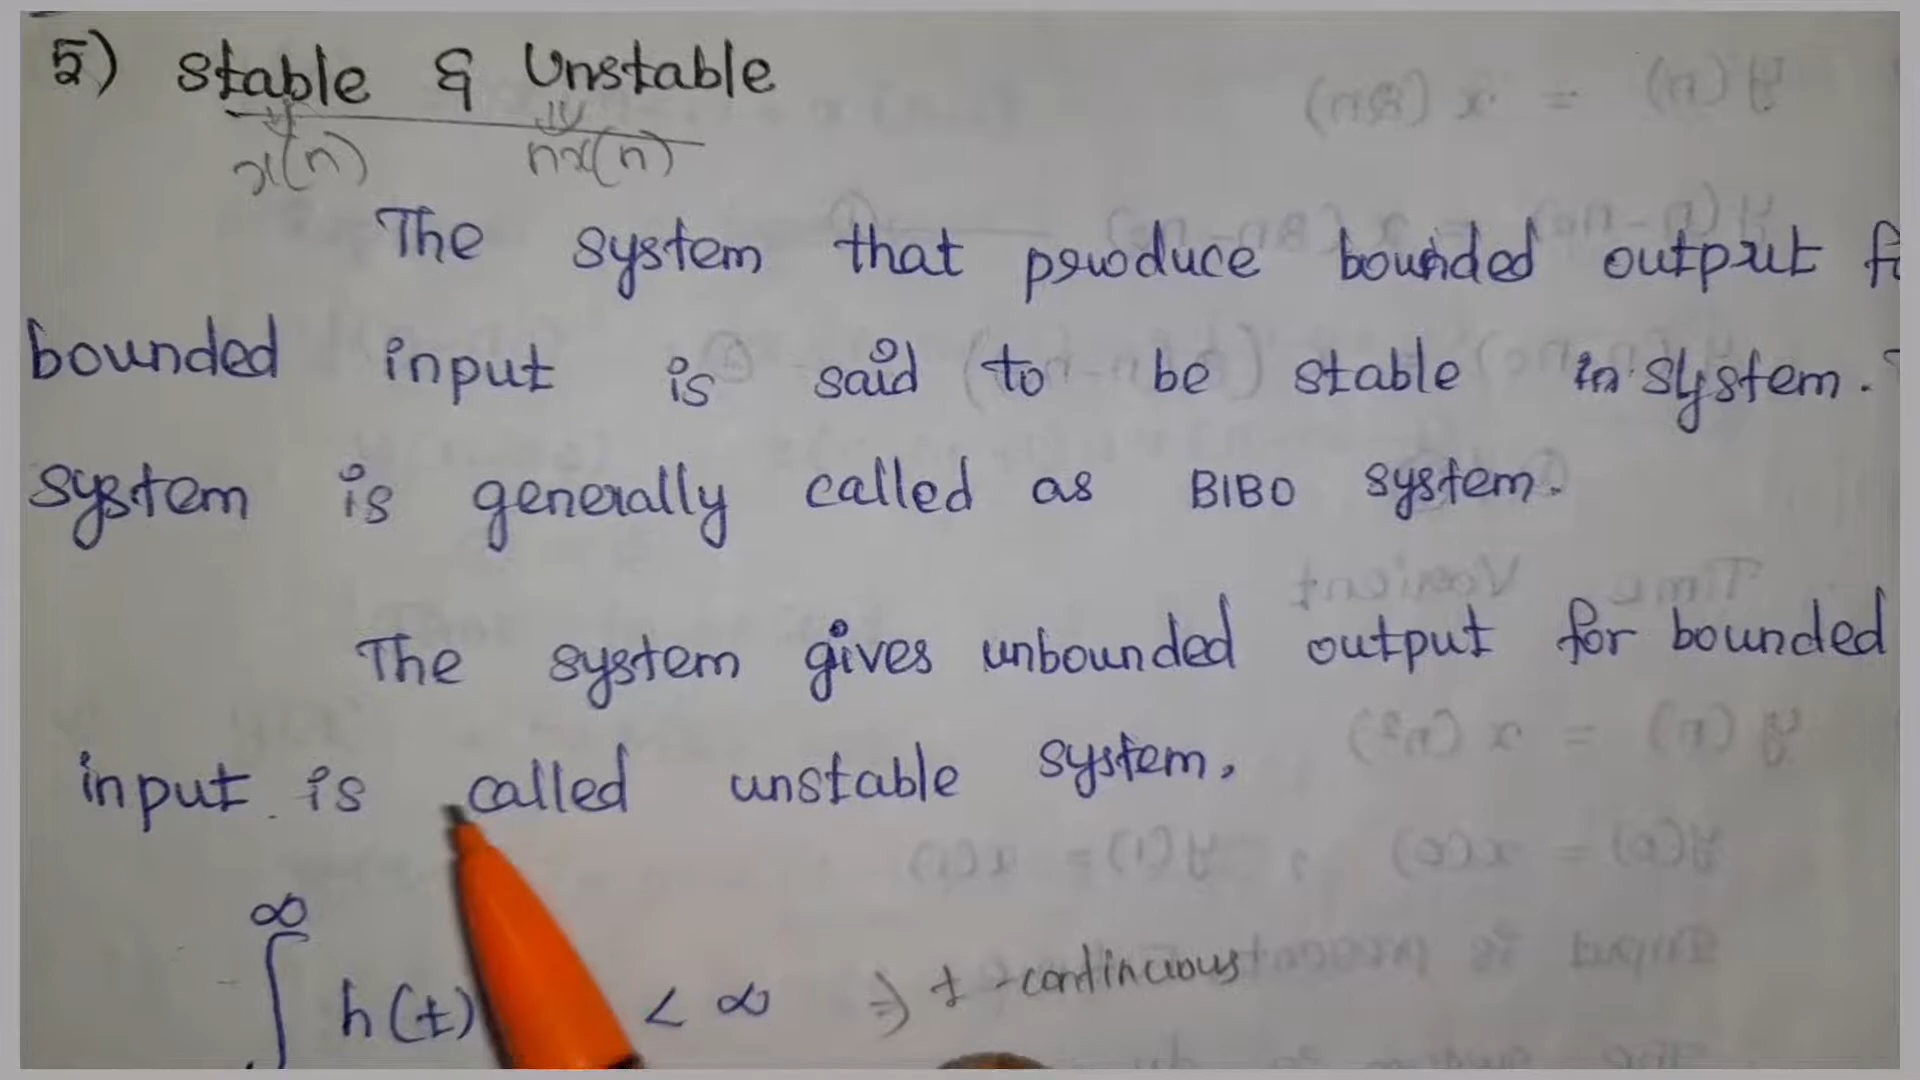 5) Stable & Unstable
x(n) nx(n)
The system that produce bounded output
bounded input is said to be stable in system.
system is generally called as BIBO system.
The system gives unbounded output for bounded
input is called unstable system.
∞
∫ h(t) < ∞ ⇒ t - continuous